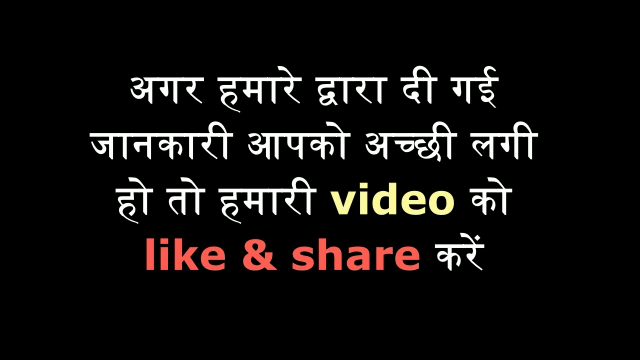 अगर हमारे द्वारा दी गई
जानकारी आपको अच्छी लगी
हो तो हमारी video को
like & share करें